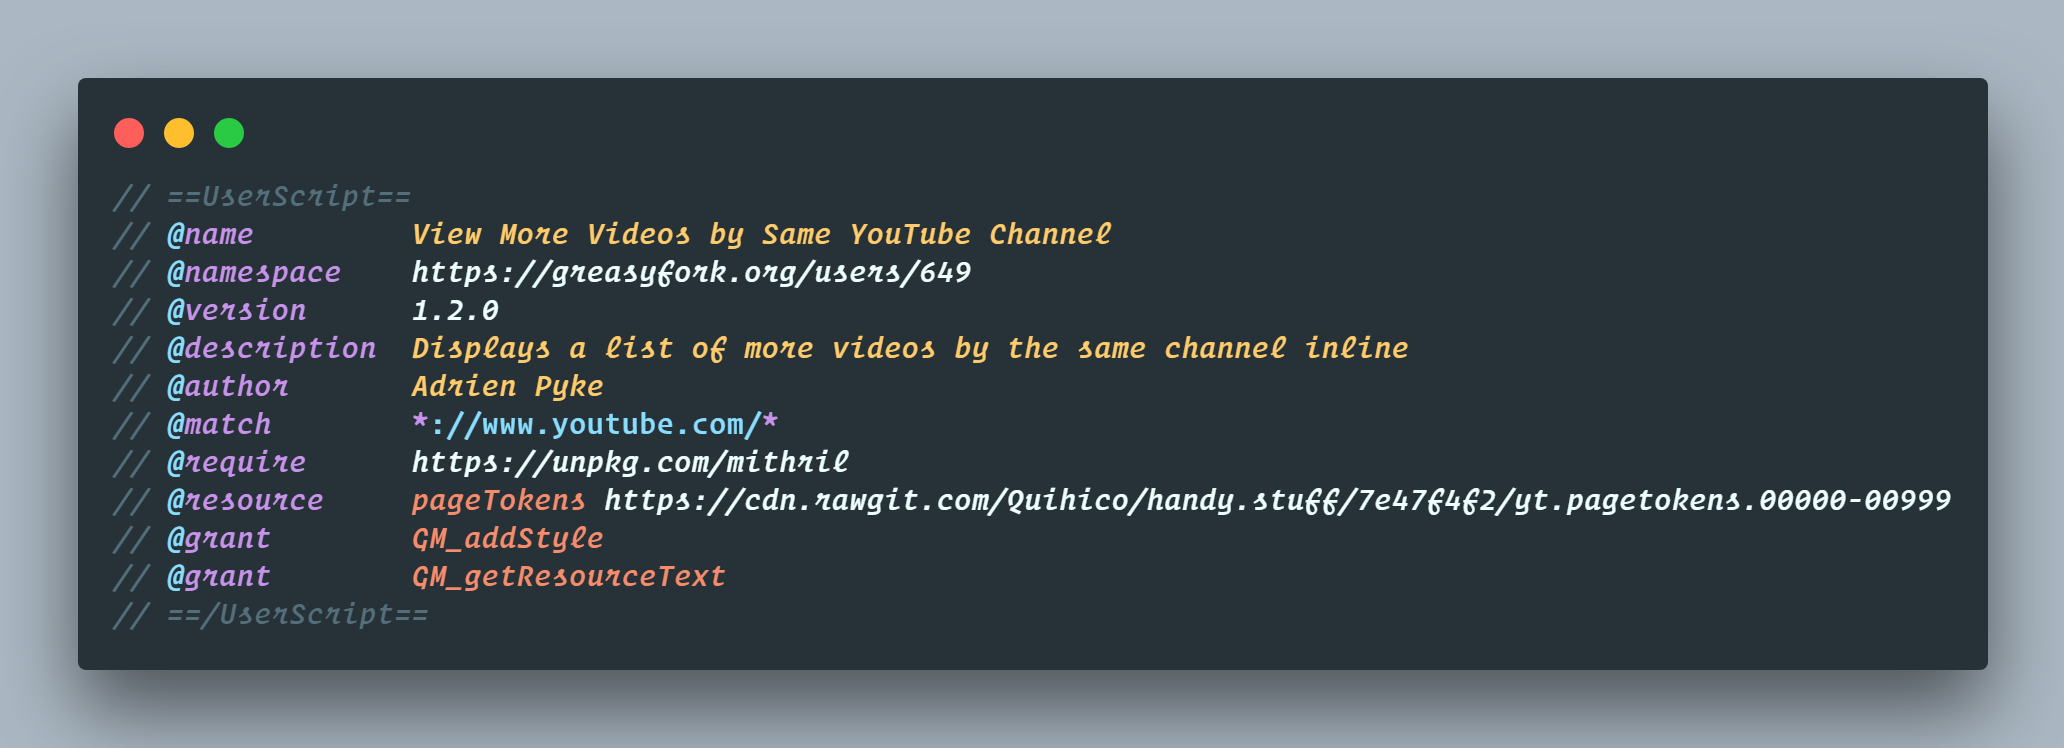 // ==UserScript==
// @name         View More Videos by Same YouTube Channel
// @namespace    https://greasyfork.org/users/649
// @version      1.2.0
// @description  Displays a list of more videos by the same channel inline
// @author       Adrien Pyke
// @match        *://www.youtube.com/*
// @require      https://unpkg.com/mithril
// @resource     pageTokens https://cdn.rawgit.com/Quihico/handy.stuff/7e47f4f2/yt.pagetokens.00000-00999
// @grant        GM_addStyle
// @grant        GM_getResourceText
// ==/UserScript==